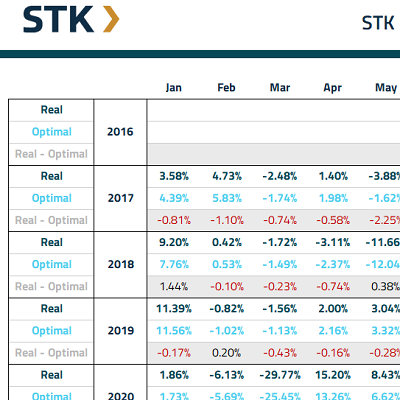 STK STK
Jan Feb Mar Apr May
Real
Optimal 2016
Real - Optimal
Real 3.58% 4.73% -2.48% 1.40% -3.88%
Optimal 2017 4.39% 5.83% -1.74% 1.98% -1.62%
Real - Optimal -0.81% -1.10% -0.74% -0.58% -2.25%
Real 9.20% 0.42% -1.72% -3.11% -11.66
Optimal 2018 7.76% 0.53% -1.49% -2.37% -12.04
Real - Optimal 1.44% -0.10% -0.23% -0.74% 0.38%
Real 11.39% -0.82% -1.56% 2.00% 3.04%
Optimal 2019 11.56% -1.02% -1.13% 2.16% 3.32%
Real - Optimal -0.17% 0.20% -0.43% -0.16% -0.28%
Real 1.86% -6.13% -29.77% 15.20% 8.43%
Optimal 2020 1.73% -5.69% -25.45% 13.26% 6.62%